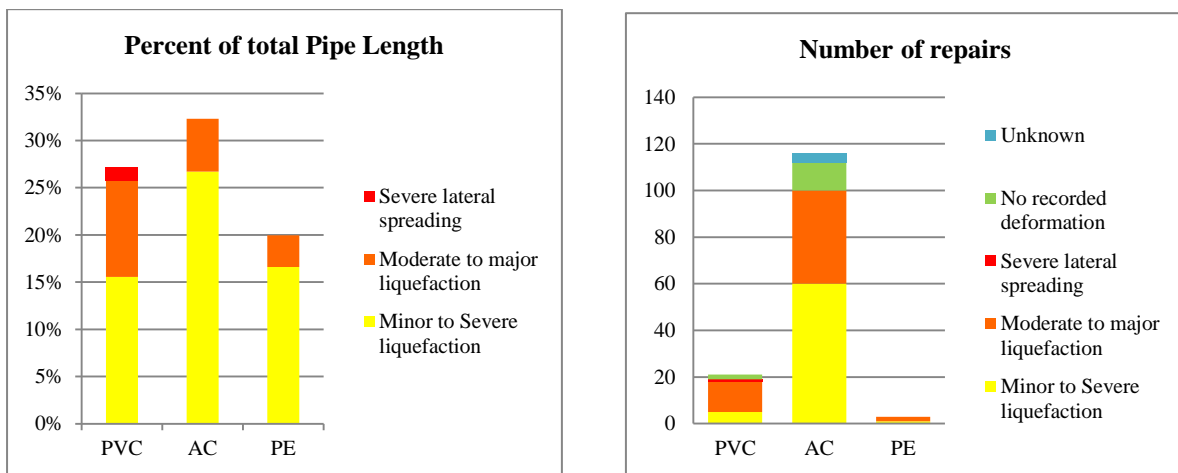 Percent of total Pipe Length
35%
30%
25%
20%
15%
10%
5%
0%
PVC AC PE
Severe lateral
spreading
Moderate to major
liquefaction
Minor to Severe
liquefaction
Number of repairs
140
120
100
80
60
40
20
0
PVC AC PE
Unknown
No recorded
deformation
Severe lateral
spreading
Moderate to major
liquefaction
Minor to Severe
liquefaction